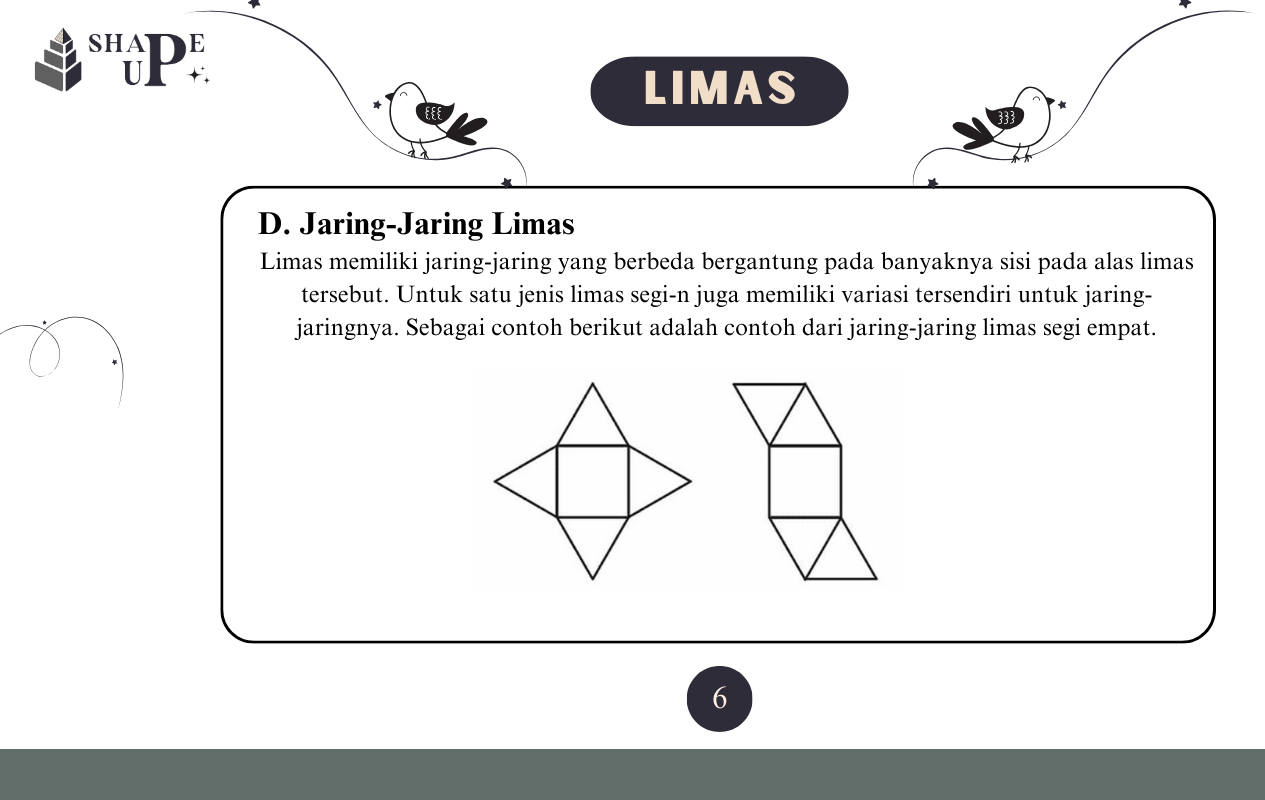 SHAPE
UP
LIMAS
D. Jaring-Jaring Limas
Limas memiliki jaring-jaring yang berbeda bergantung pada banyaknya sisi pada alas limas
tersebut. Untuk satu jenis limas segi-n juga memiliki variasi tersendiri untuk jaring-
jaringnya. Sebagai contoh berikut adalah contoh dari jaring-jaring limas segi empat.
6